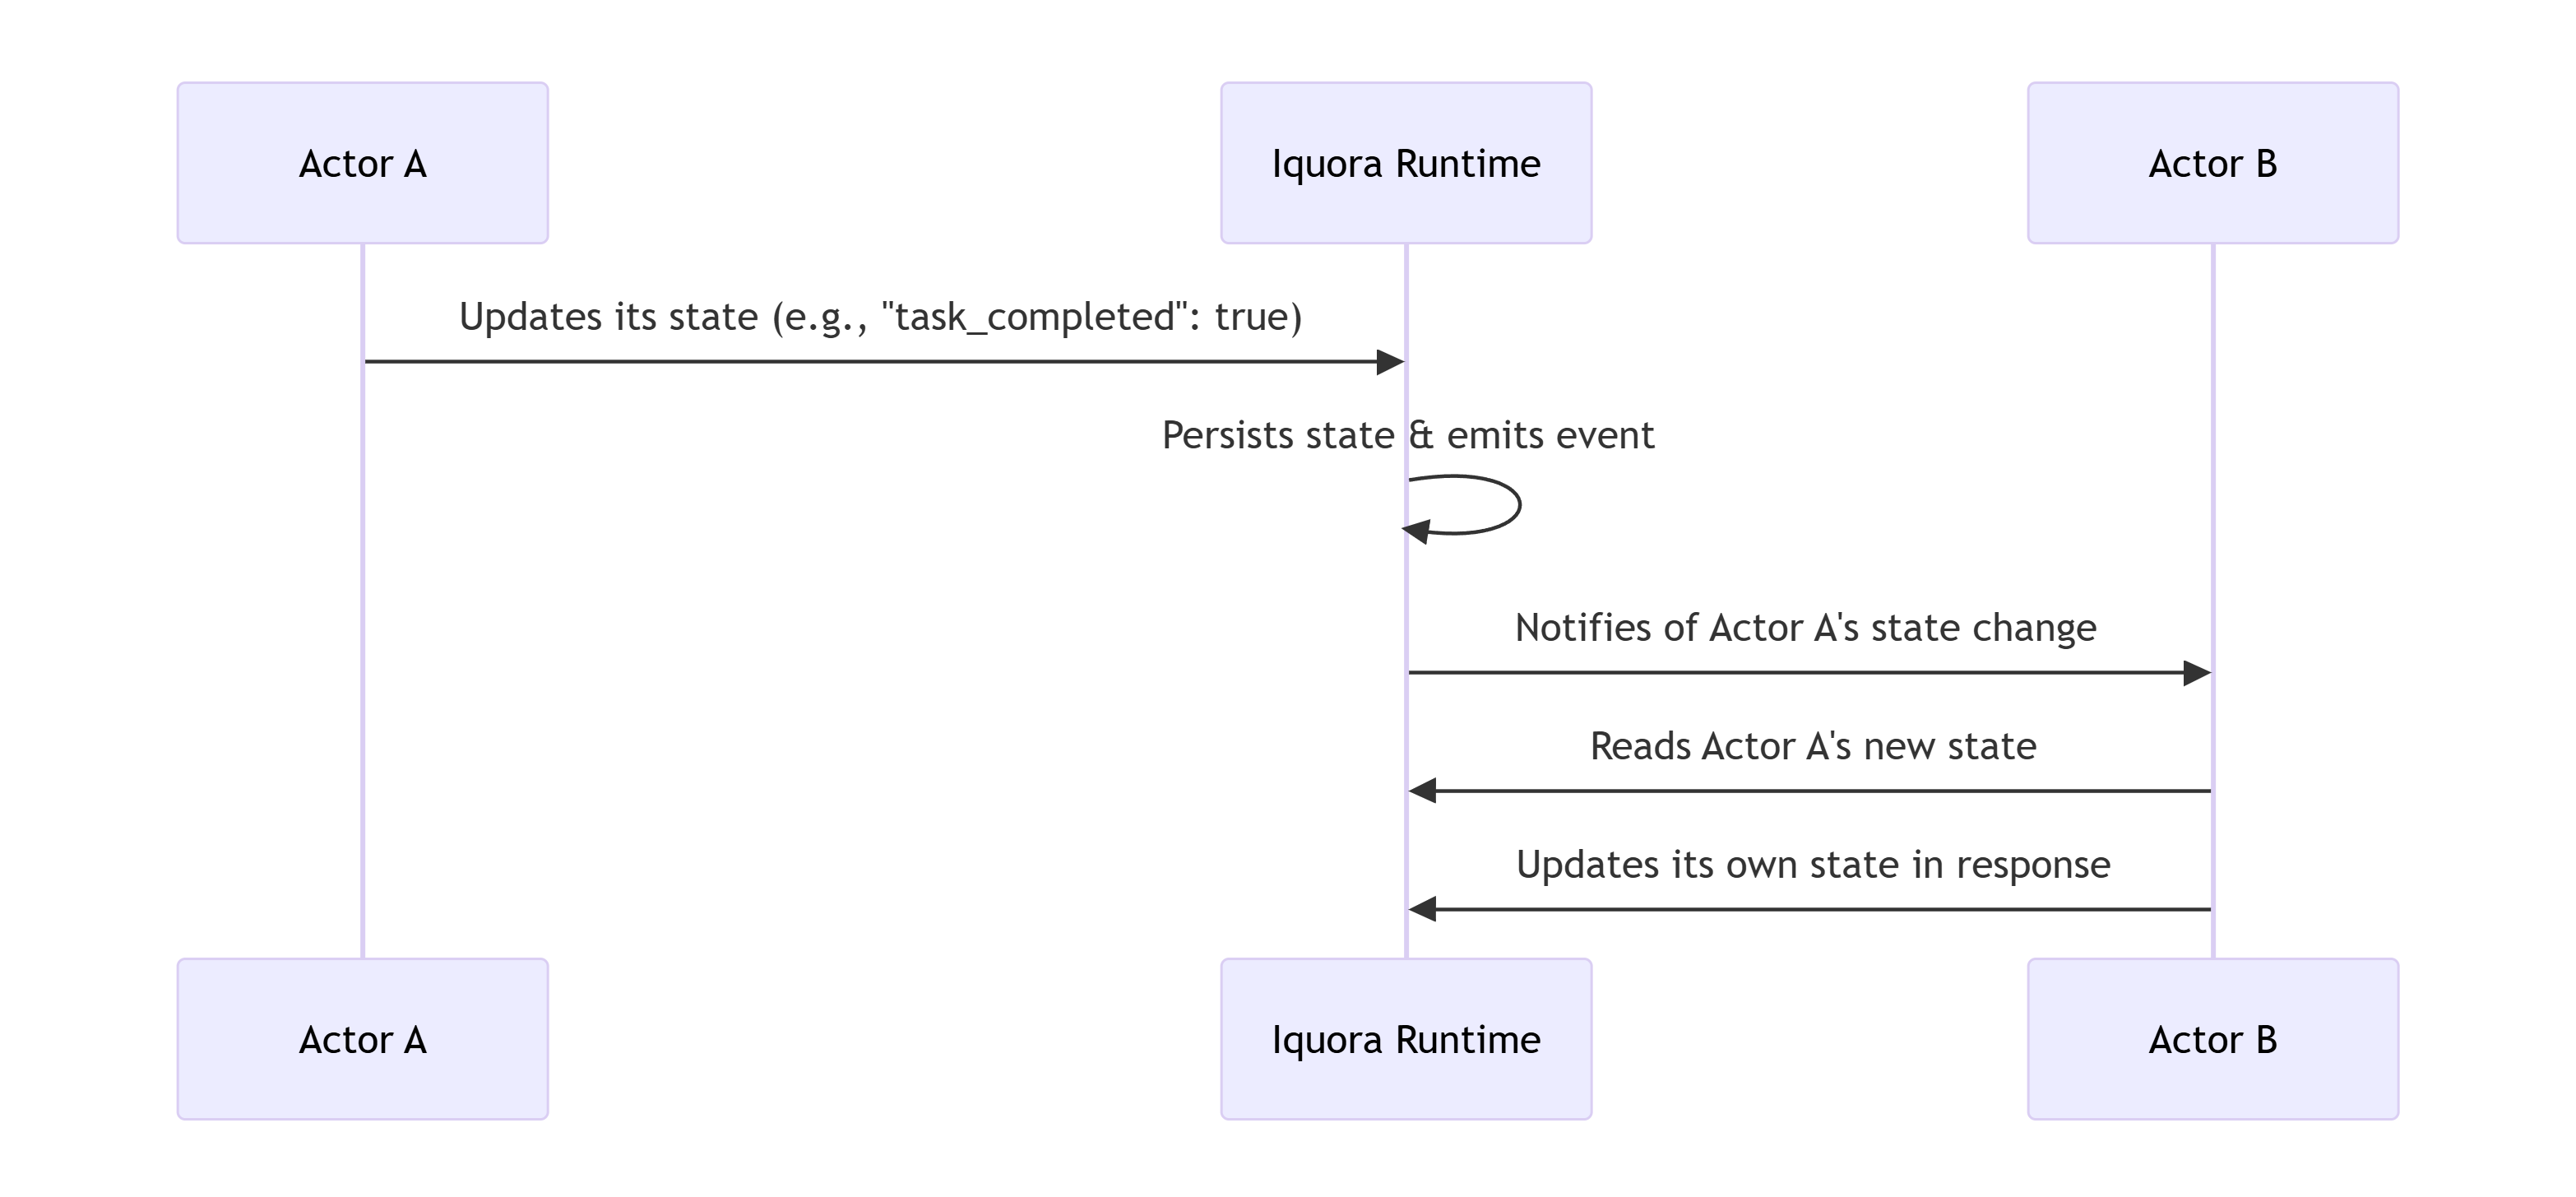 Actor A
Iquora Runtime
Actor B
Updates its state (e.g., "task_completed": true)
Persists state & emits event
Notifies of Actor A's state change
Reads Actor A's new state
Updates its own state in response
Actor A
Iquora Runtime
Actor B